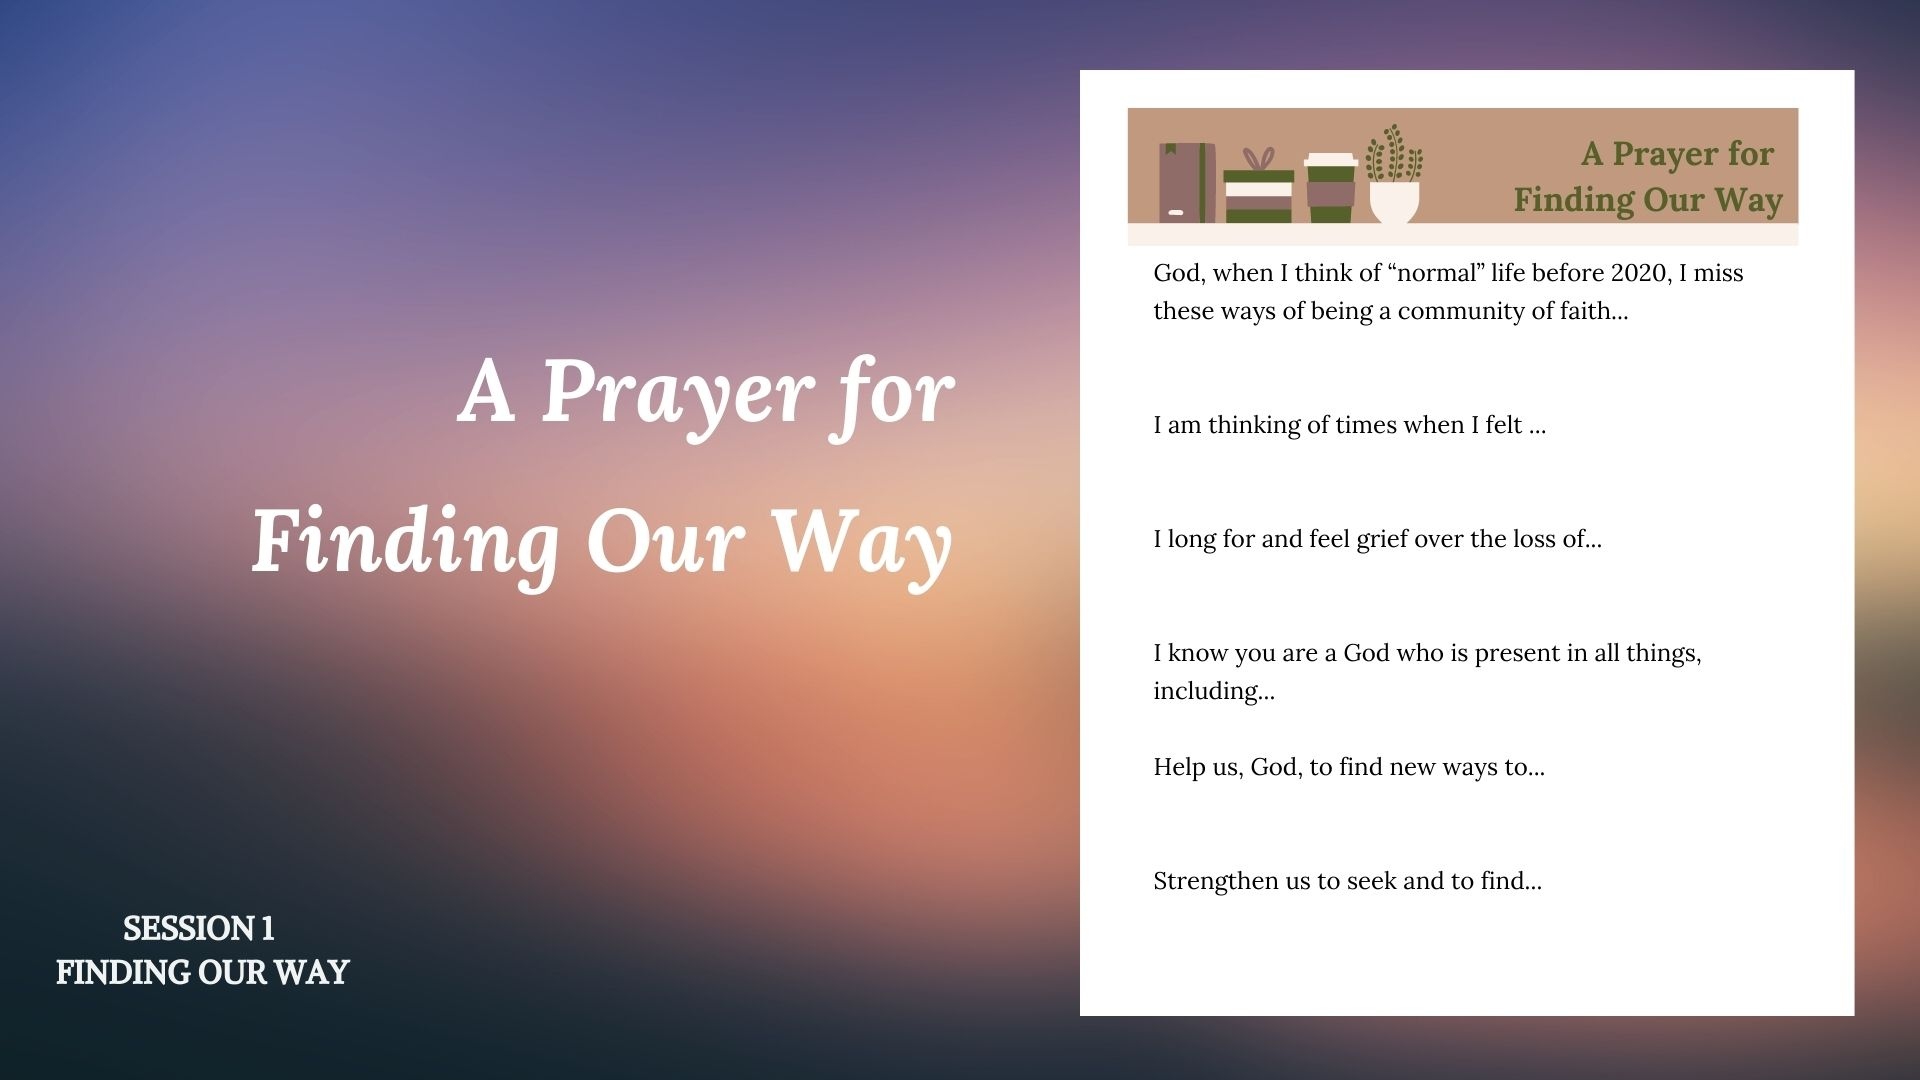 A Prayer for
Finding Our Way
SESSION 1
FINDING OUR WAY
A Prayer for
Finding Our Way
God, when I think of “normal” life before 2020, I miss
these ways of being a community of faith...
I am thinking of times when I felt ...
I long for and feel grief over the loss of...
I know you are a God who is present in all things,
including...
Help us, God, to find new ways to...
Strengthen us to seek and to find...